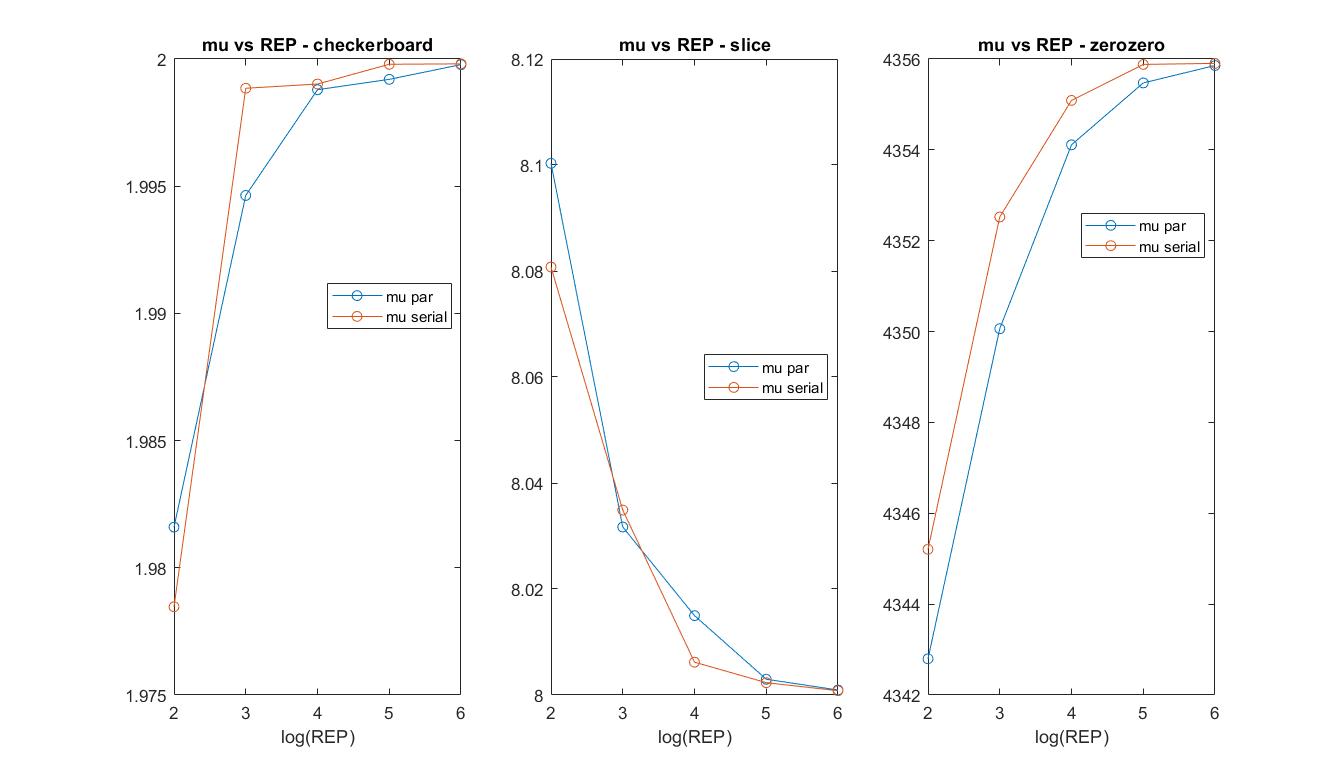 mu vs REP - checkerboard
2
1.995
1.99
1.985
1.98
1.975
2 3 4 5 6
log(REP)
mu par
mu serial
mu vs REP - slice
8.12
8.1
8.08
8.06
8.04
8.02
8
2 3 4 5 6
log(REP)
mu par
mu serial
mu vs REP - zerozero
4356
4354
4352
4350
4348
4346
4344
4342
2 3 4 5 6
log(REP)
mu par
mu serial